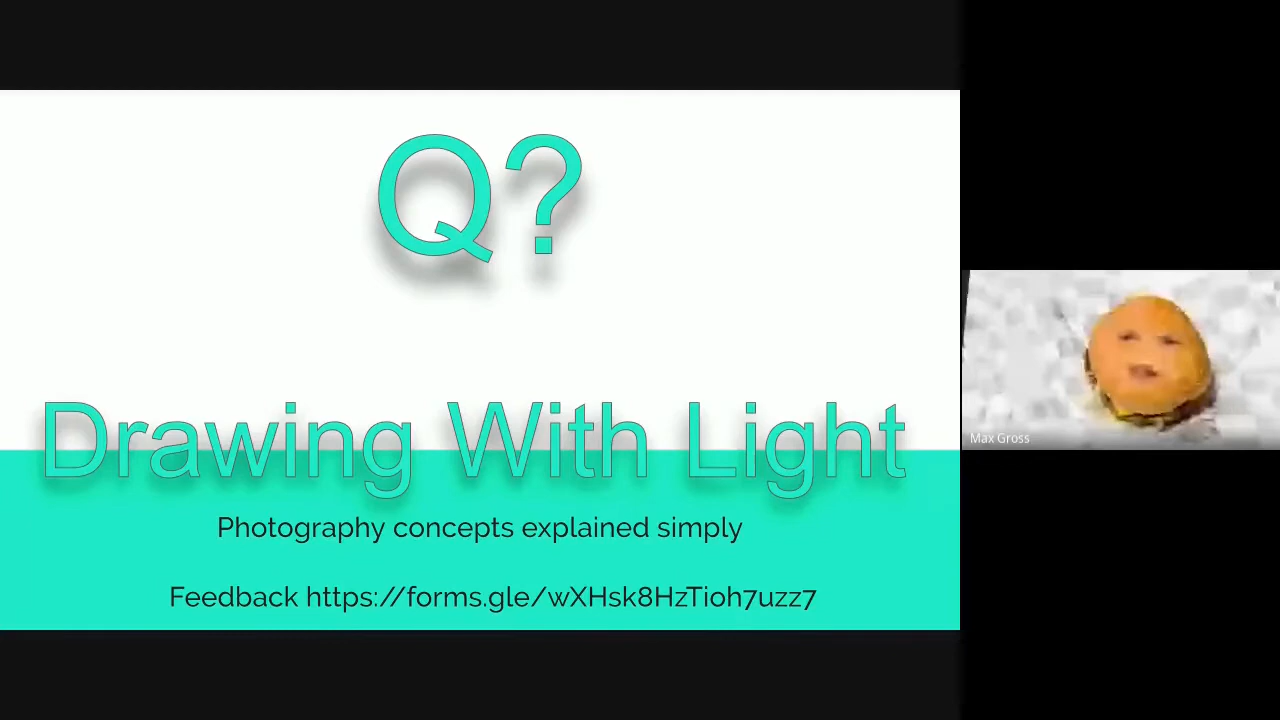 Q?
Drawing With Light
Photography concepts explained simply
Feedback https://forms.gle/wXHsk8HzTioh7uzz7
Max Gross